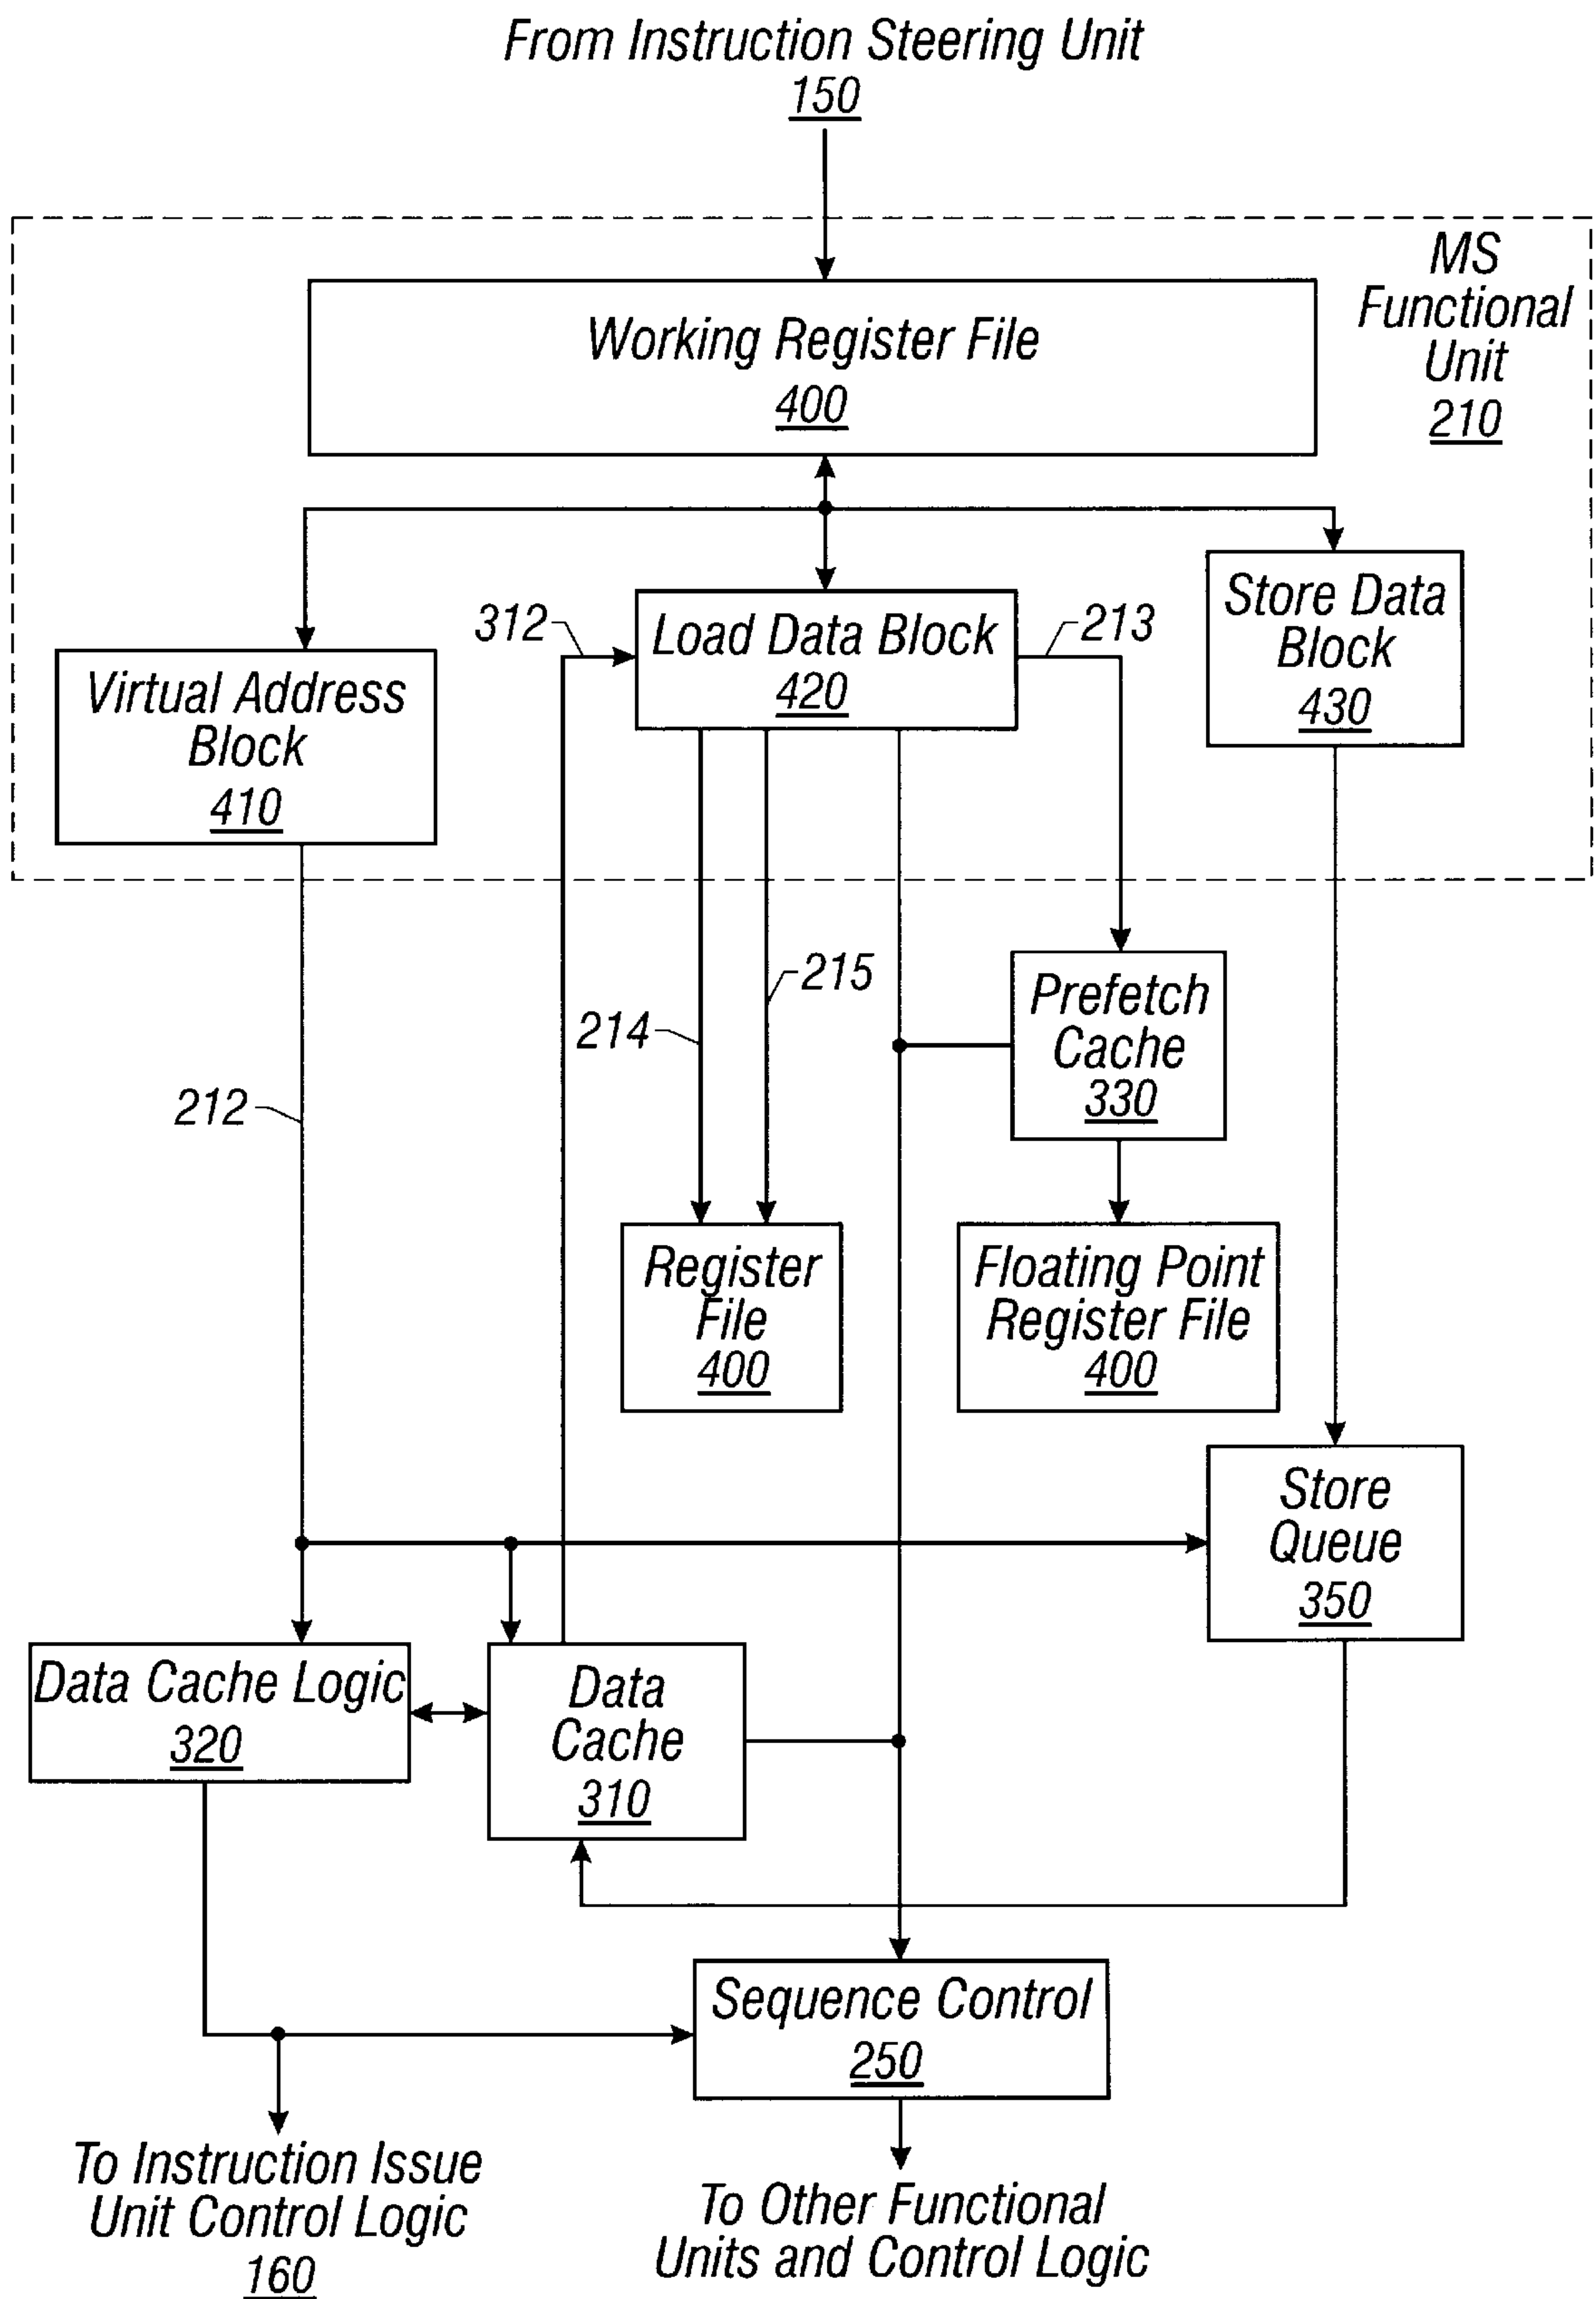 From Instruction Steering Unit
150
MS
Functional
Unit
210
Working Register File
400
312
Load Data Block
420
213
Store Data
Block
430
Virtual Address
Block
410
215
214
Prefetch
Cache
330
212
Register
File
400
Floating Point
Register File
400
Store
Queue
350
Data Cache Logic
320
Data
Cache
310
Sequence Control
250
To Instruction Issue
Unit Control Logic
160
To Other Functional
Units and Control Logic